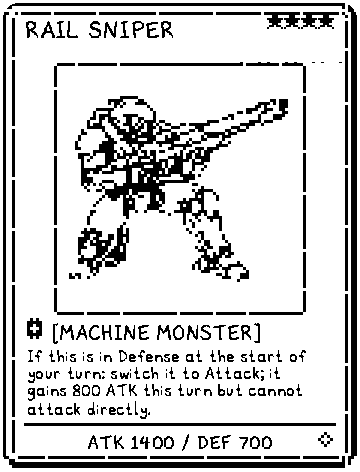 RAIL SNIPER
★★★★
[MACHINE MONSTER]
If this is in Defense at the start of
your turn: switch it to Attack; it
gains 800 ATK this turn but cannot
attack directly.
ATK 1400 / DEF 700